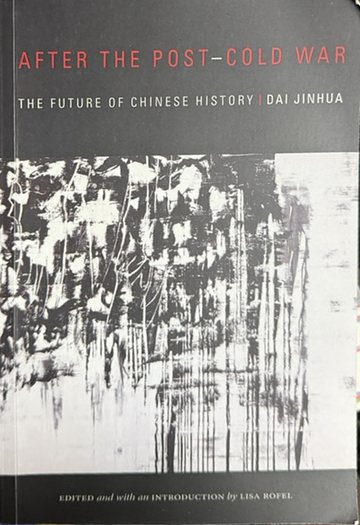 AFTER THE POST–COLD WAR
THE FUTURE OF CHINESE HISTORY | DAI JINHUA
EDITED and with an INTRODUCTION by LISA ROFEL